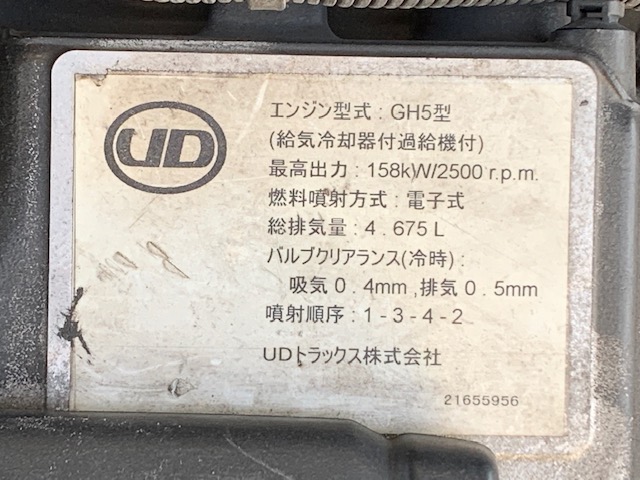 UD
エンジン型式 : GH5型
(給気冷却器付過給機付)
最高出力 : 158kW/2500 r.p.m.
燃料噴射方式 : 電子式
総排気量 : 4 . 675 L
バルブクリアランス(冷時) :
吸気 0 . 4mm , 排気 0 . 5mm
噴射順序 : 1 - 3 - 4 - 2
UDトラックス株式会社
21655956